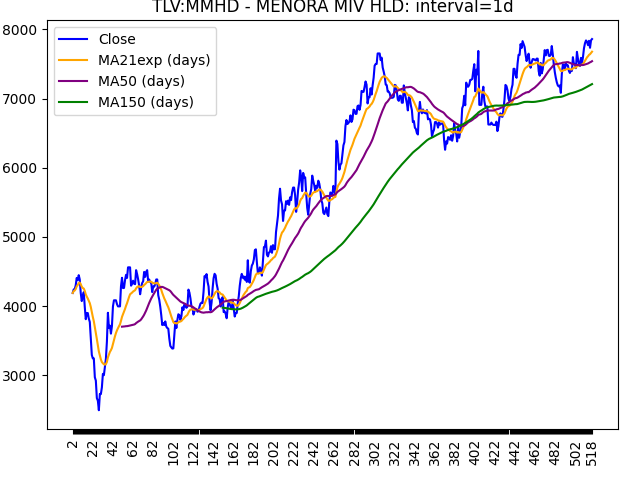 TLV:MMHD - MENORA MIV HLD: interval=1d
Close
MA21exp (days)
MA50 (days)
MA150 (days)
8000
7000
6000
5000
4000
3000
2 22 42 62 82 102 122 142 162 182 202 222 242 262 282 302 322 342 362 382 402 422 442 462 482 502 518